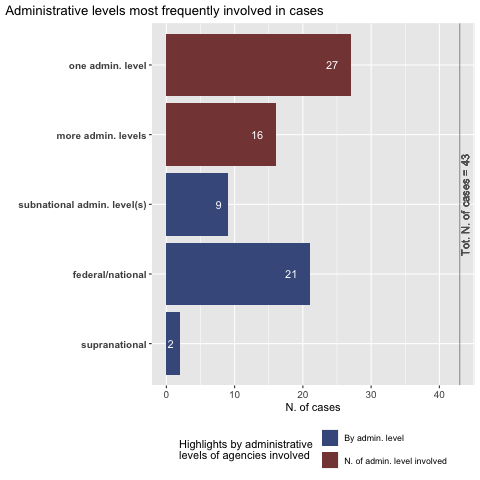 Administrative levels most frequently involved in cases
one admin. level
27
more admin. levels
16
subnational admin. level(s)
9
federal/national
21
supranational
2
Tot. N. of cases = 43
0 10 20 30 40
N. of cases
Highlights by administrative
levels of agencies involved
By admin. level
N. of admin. level involved